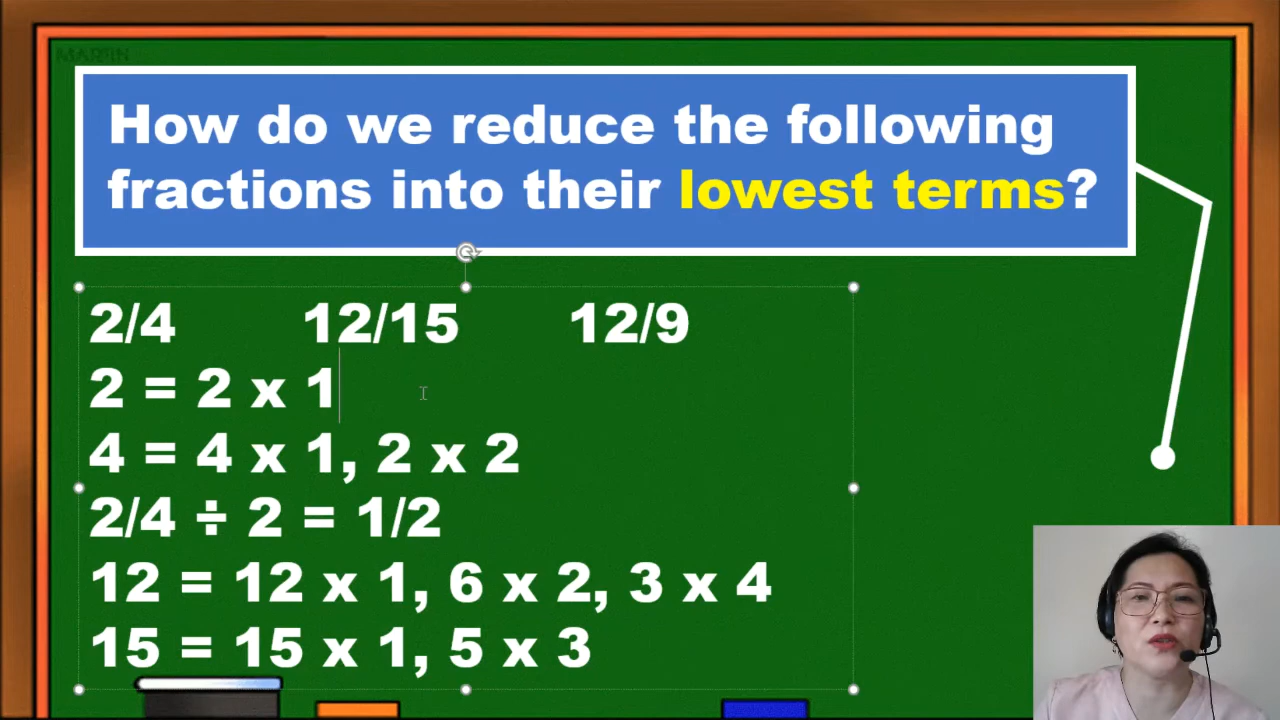 MARTIN
How do we reduce the following
fractions into their lowest terms?
2/4 12/15 12/9
2 = 2 x 1
4 = 4 x 1, 2 x 2
2/4 ÷ 2 = 1/2
12 = 12 x 1, 6 x 2, 3 x 4
15 = 15 x 1, 5 x 3